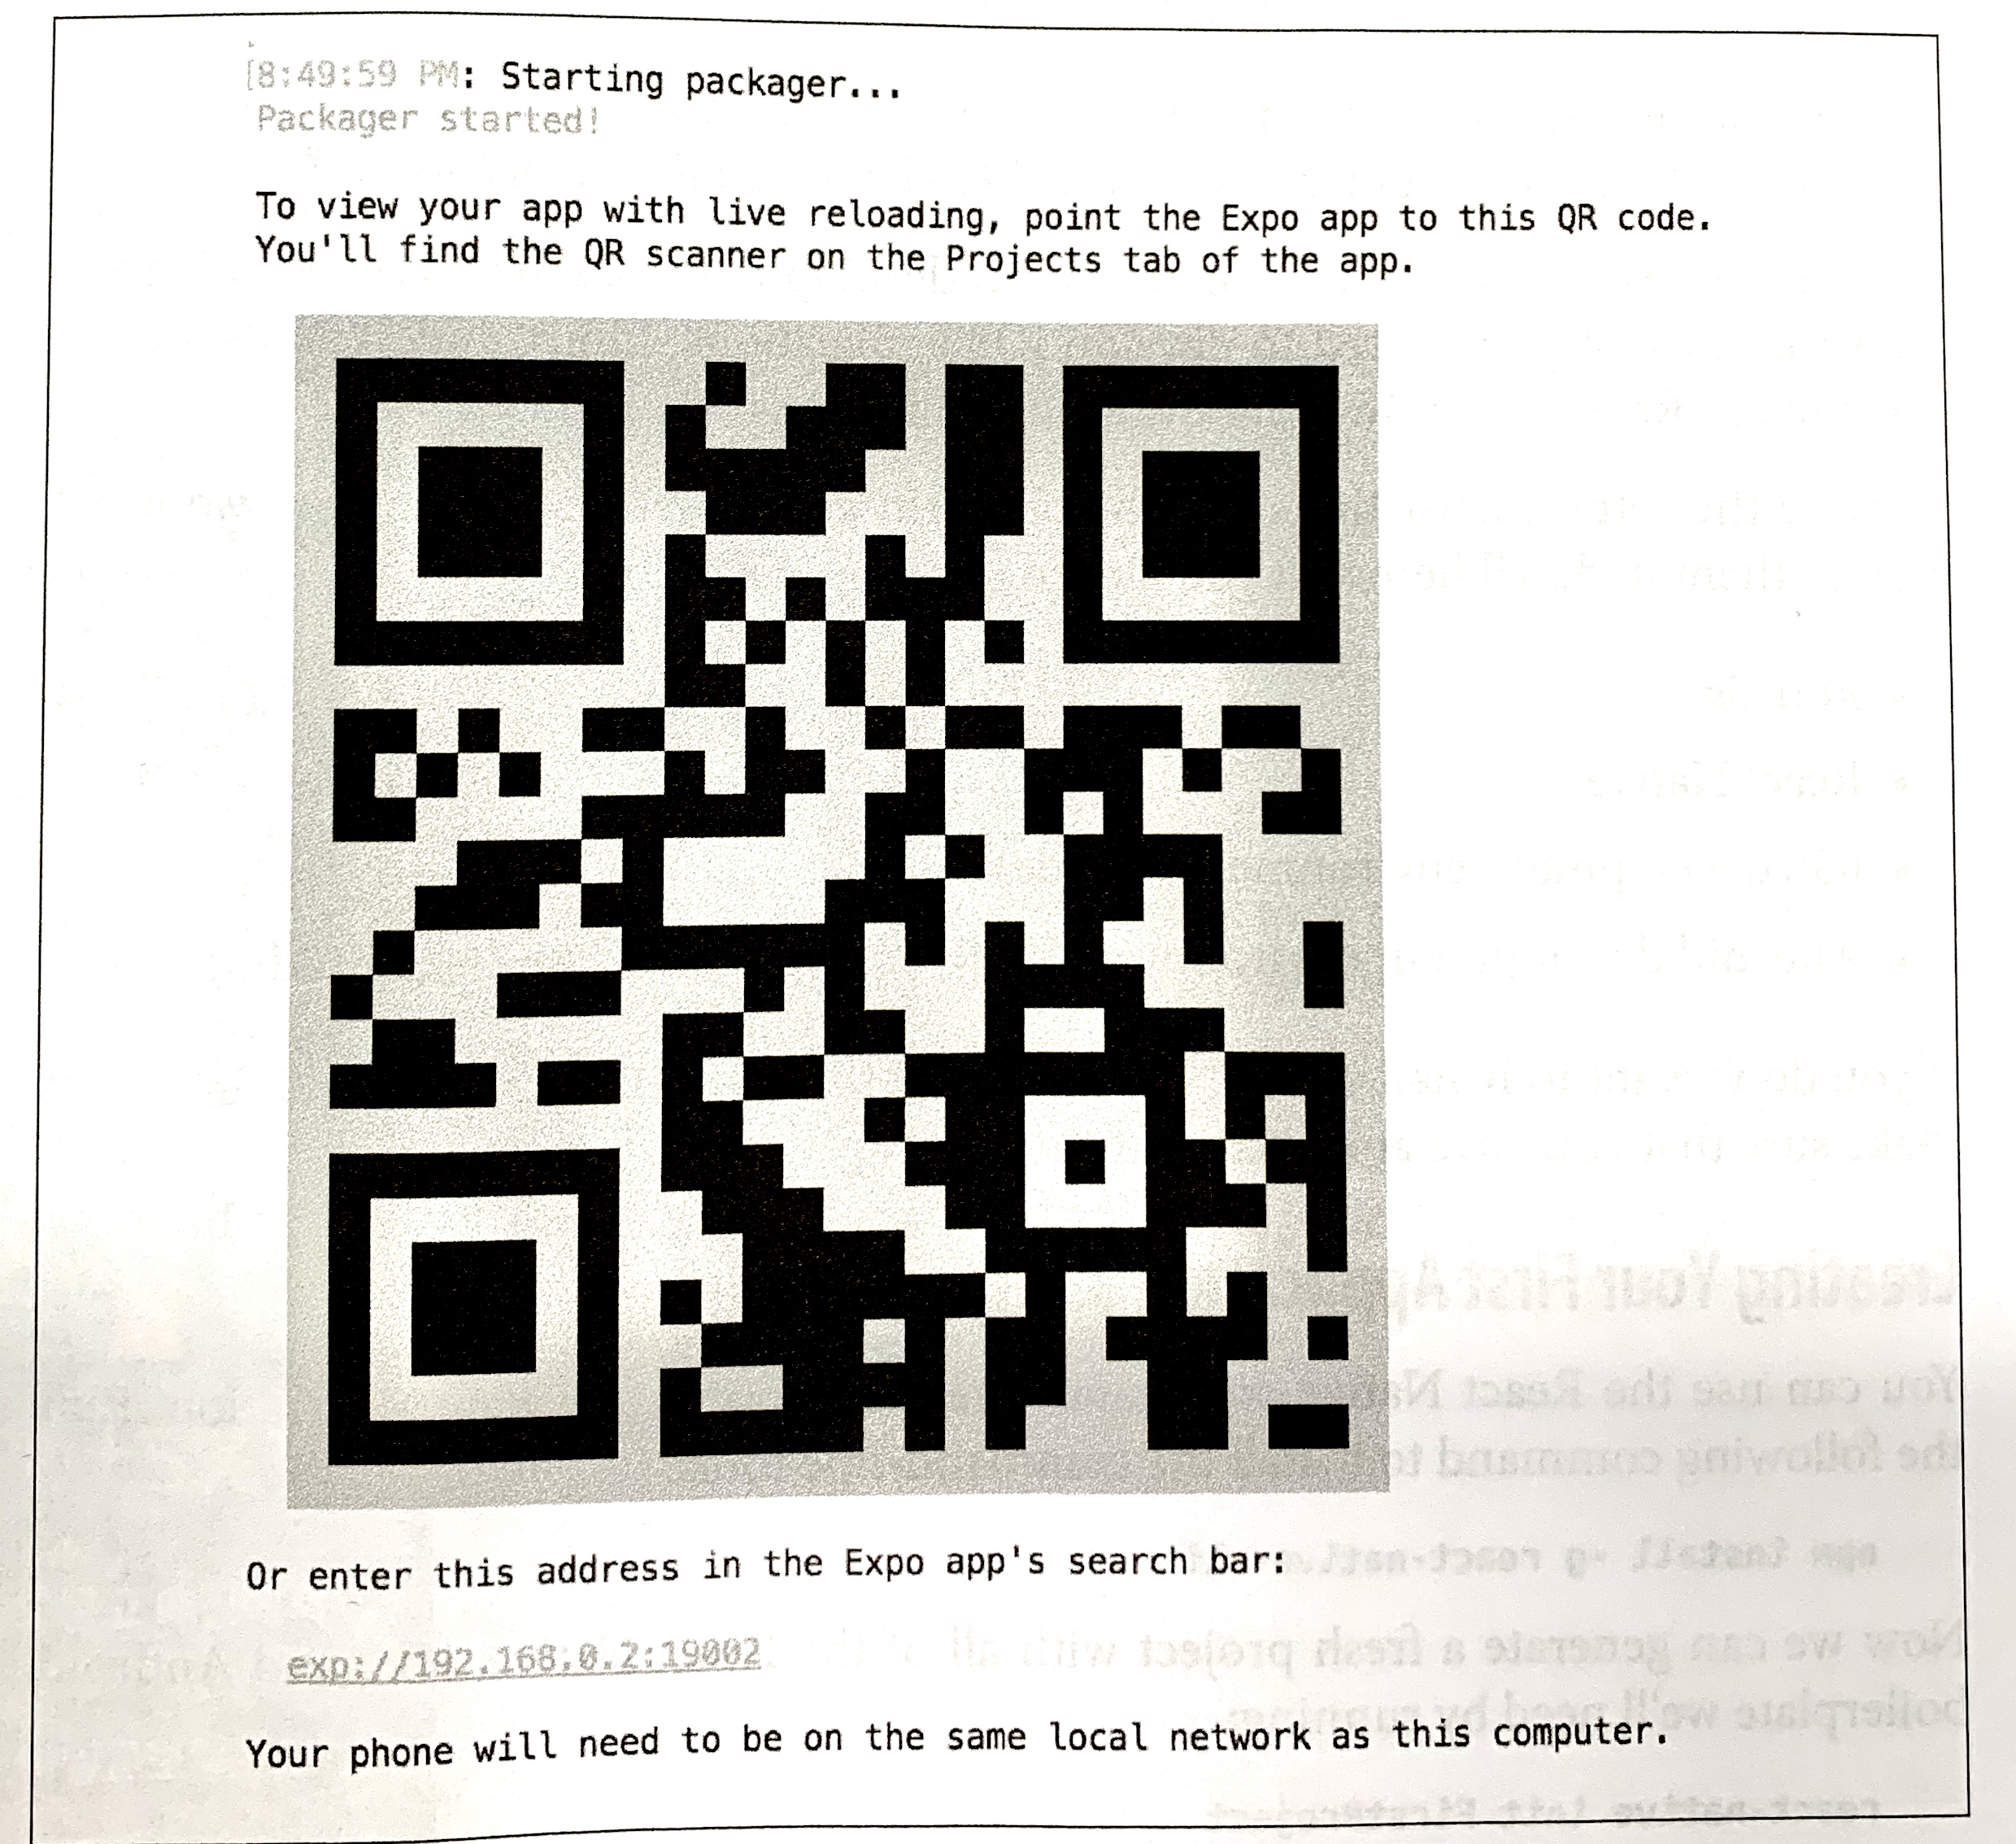 [8:49:59 PM: Starting packager...
Packager started!
To view your app with live reloading, point the Expo app to this QR code.
You'll find the QR scanner on the Projects tab of the app.
Or enter this address in the Expo app's search bar:
exp://192.168.0.2:19002
Your phone will need to be on the same local network as this computer.